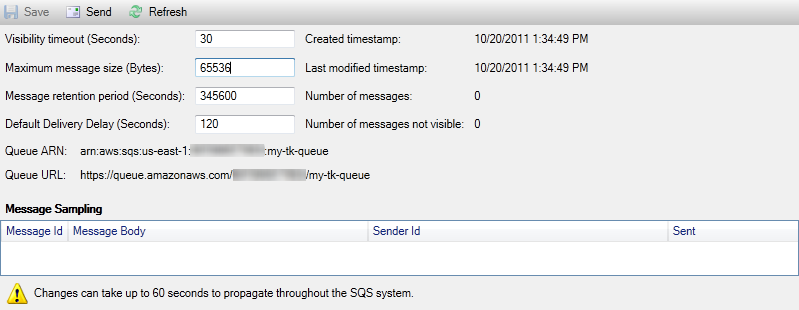 Save Send Refresh
Visibility timeout (Seconds): 30 Created timestamp: 10/20/2011 1:34:49 PM
Maximum message size (Bytes): 65536 Last modified timestamp: 10/20/2011 1:34:49 PM
Message retention period (Seconds): 345600 Number of messages: 0
Default Delivery Delay (Seconds): 120 Number of messages not visible: 0
Queue ARN: arn:aws:sqs:us-east-1: :my-tk-queue
Queue URL: https://queue.amazonaws.com/ /my-tk-queue
Message Sampling
Message Id Message Body Sender Id Sent
Changes can take up to 60 seconds to propagate throughout the SQS system.